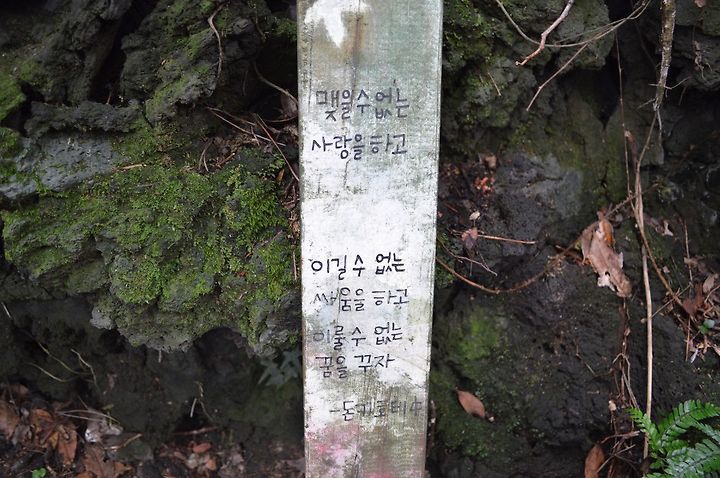 맺을수없는
사랑을하고
이길수 없는
싸움을하고
이룰수 없는
꿈을 꾸자
-돈키호테中